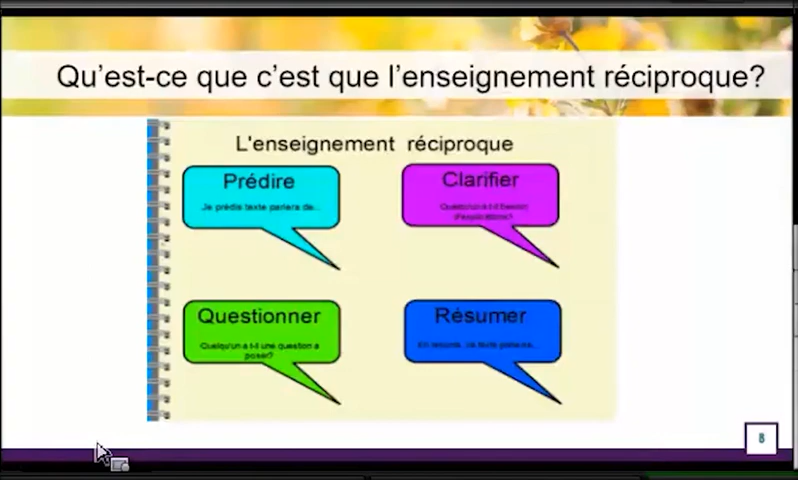 Qu'est-ce que c'est que l'enseignement réciproque?
L'enseignement réciproque
Prédire
Je prédis texte parlera de...
Clarifier
Quelqu'un a t-il besoin
d'explications?
Questionner
Quelqu'un a t-il une question a
poser?
Résumer
En résumé, ce texte
8